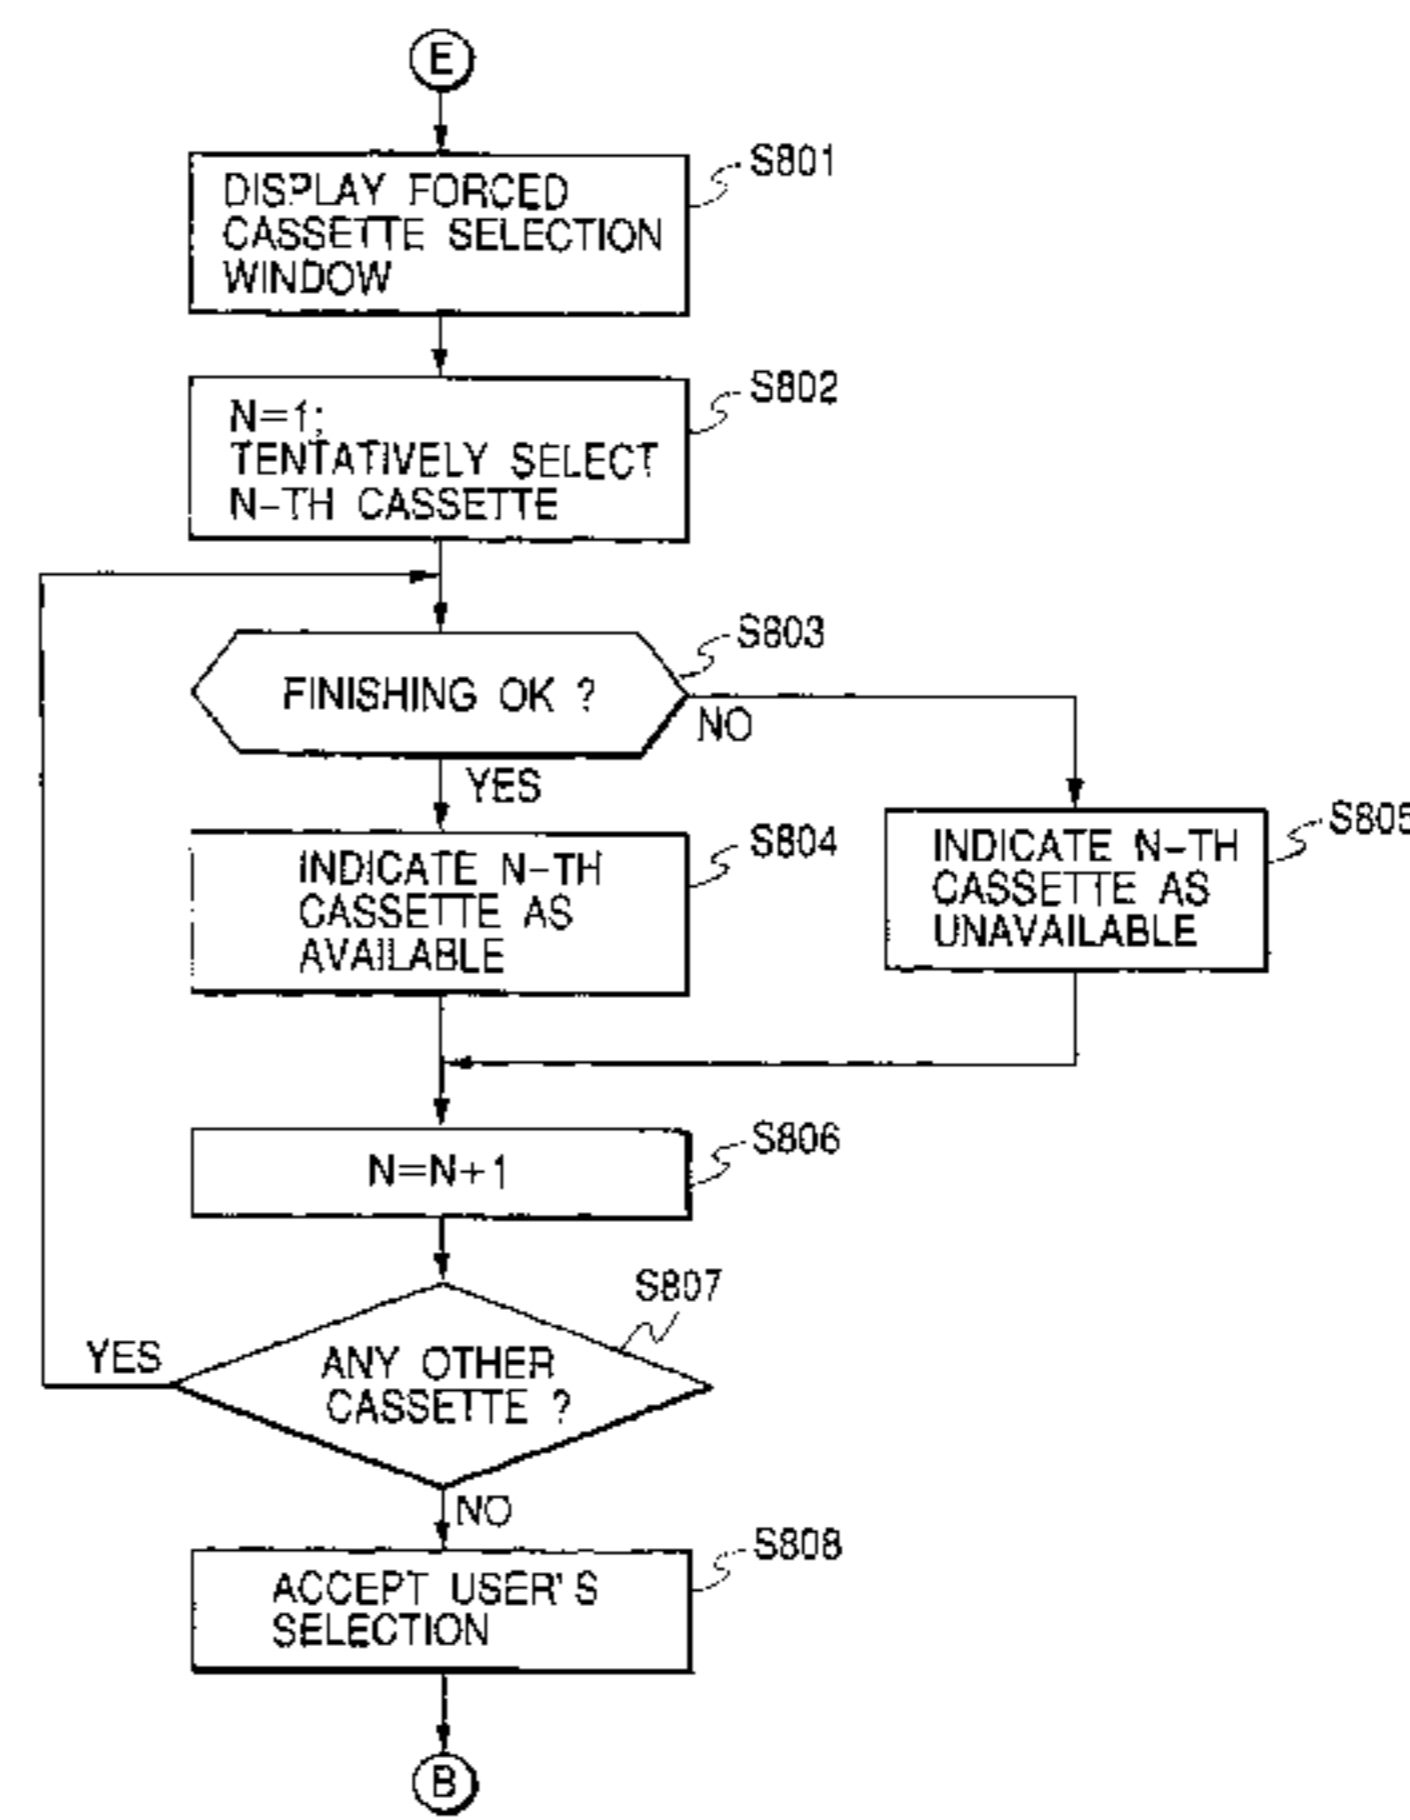 E
S801
DISPLAY FORCED
CASSETTE SELECTION
WINDOW
S802
N=1;
TENTATIVELY SELECT
N-TH CASSETTE
S803
FINISHING OK ?
NO
YES
S804
INDICATE N-TH
CASSETTE AS
AVAILABLE
S805
INDICATE N-TH
CASSETTE AS
UNAVAILABLE
S806
N=N+1
S807
YES
ANY OTHER
CASSETTE ?
NO
S808
ACCEPT USER'S
SELECTION
B